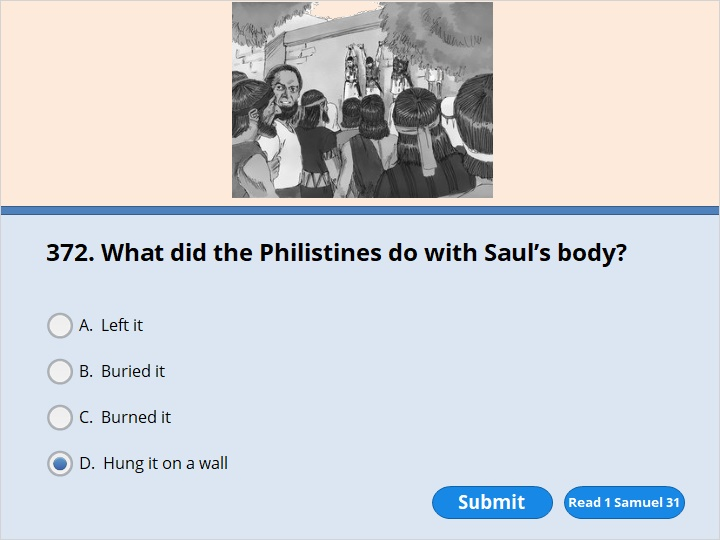 372. What did the Philistines do with Saul’s body?
A. Left it
B. Buried it
C. Burned it
D. Hung it on a wall
Submit
Read 1 Samuel 31